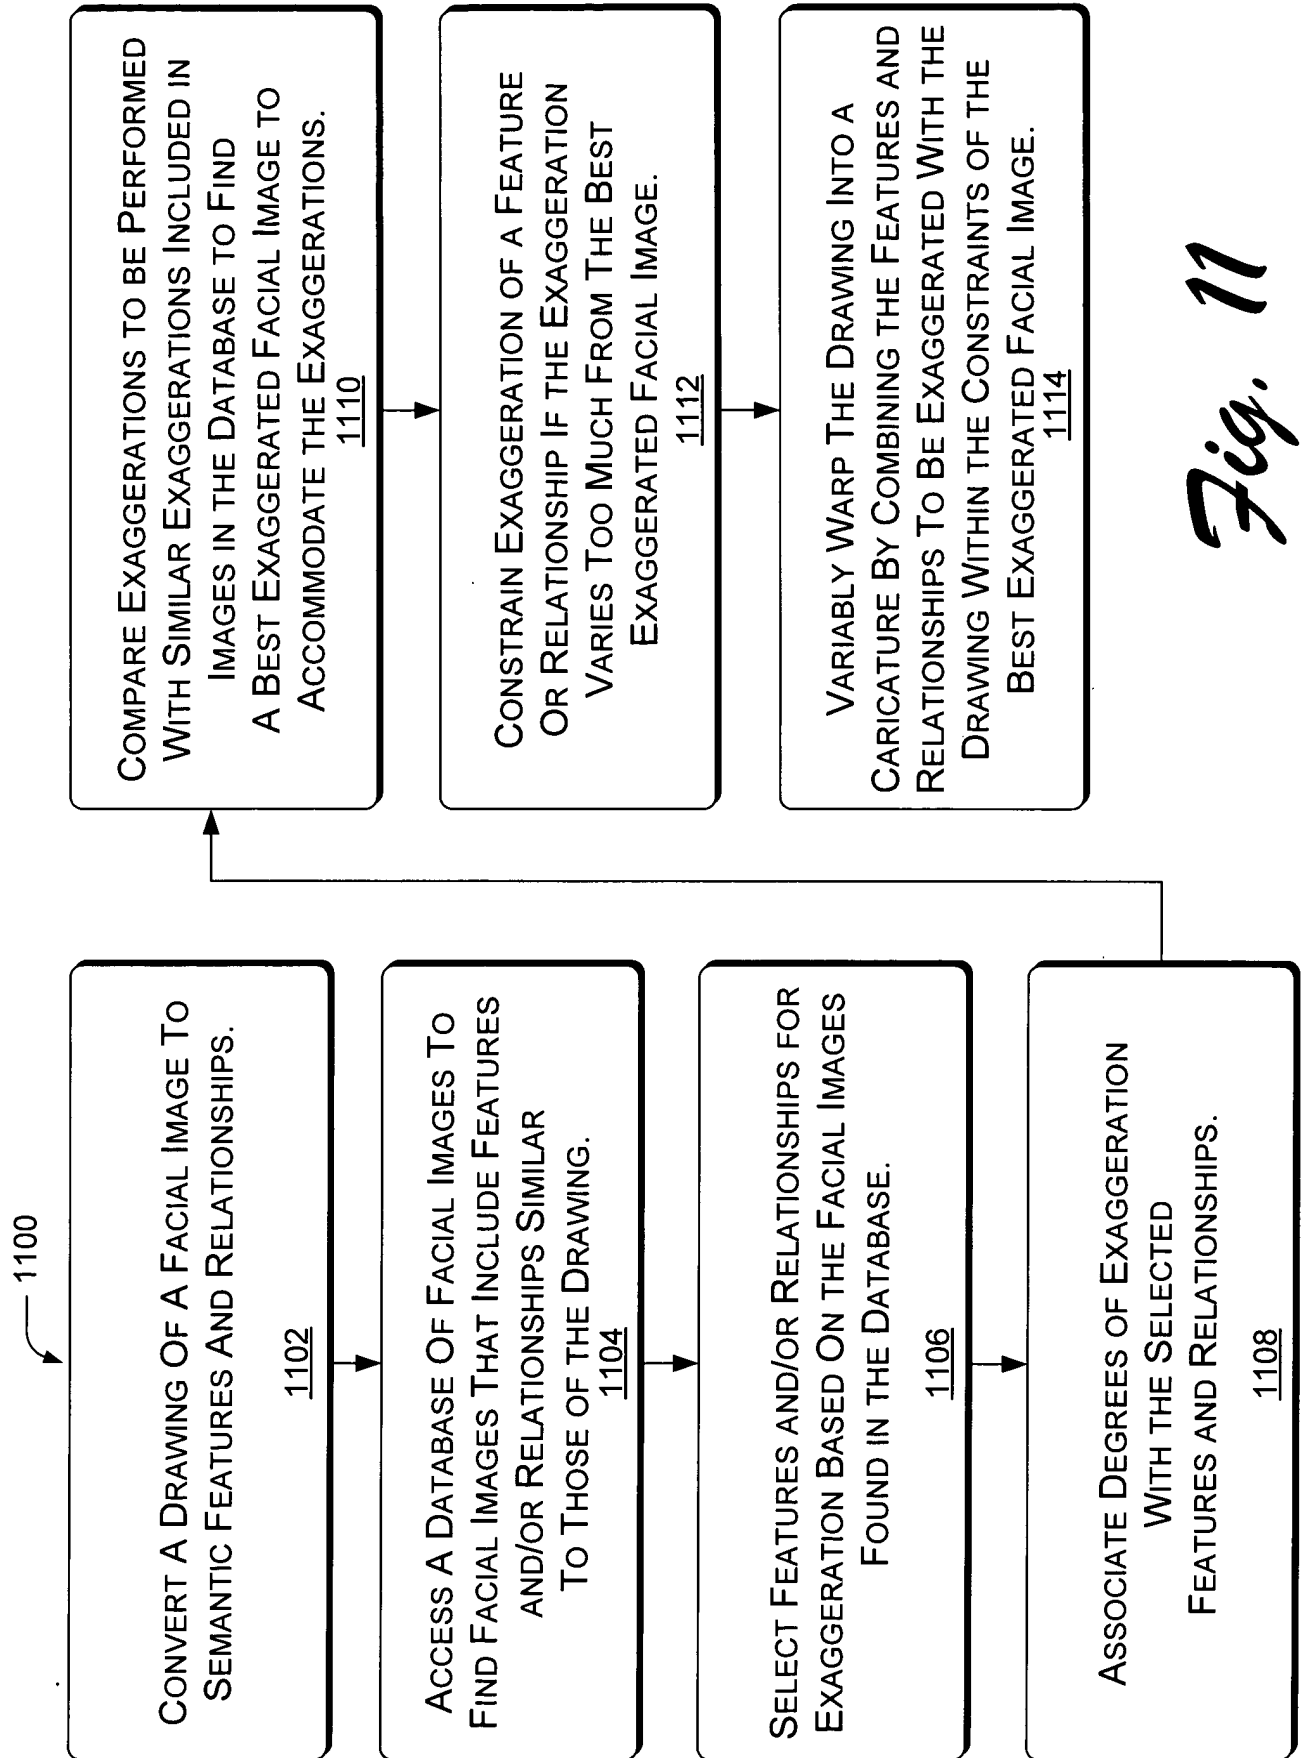 1100
CONVERT A DRAWING OF A FACIAL IMAGE TO
SEMANTIC FEATURES AND RELATIONSHIPS.
1102
ACCESS A DATABASE OF FACIAL IMAGES TO
FIND FACIAL IMAGES THAT INCLUDE FEATURES
AND/OR RELATIONSHIPS SIMILAR
TO THOSE OF THE DRAWING.
1104
SELECT FEATURES AND/OR RELATIONSHIPS FOR
EXAGGERATION BASED ON THE FACIAL IMAGES
FOUND IN THE DATABASE.
1106
ASSOCIATE DEGREES OF EXAGGERATION
WITH THE SELECTED
FEATURES AND RELATIONSHIPS.
1108
COMPARE EXAGGERATIONS TO BE PERFORMED
WITH SIMILAR EXAGGERATIONS INCLUDED IN
IMAGES IN THE DATABASE TO FIND
A BEST EXAGGERATED FACIAL IMAGE TO
ACCOMMODATE THE EXAGGERATIONS.
1110
CONSTRAIN EXAGGERATION OF A FEATURE
OR RELATIONSHIP IF THE EXAGGERATION
VARIES TOO MUCH FROM THE BEST
EXAGGERATED FACIAL IMAGE.
1112
VARIABLY WARP THE DRAWING INTO A
CARICATURE BY COMBINING THE FEATURES AND
RELATIONSHIPS TO BE EXAGGERATED WITH THE
DRAWING WITHIN THE CONSTRAINTS OF THE
BEST EXAGGERATED FACIAL IMAGE.
1114
Fig. 11